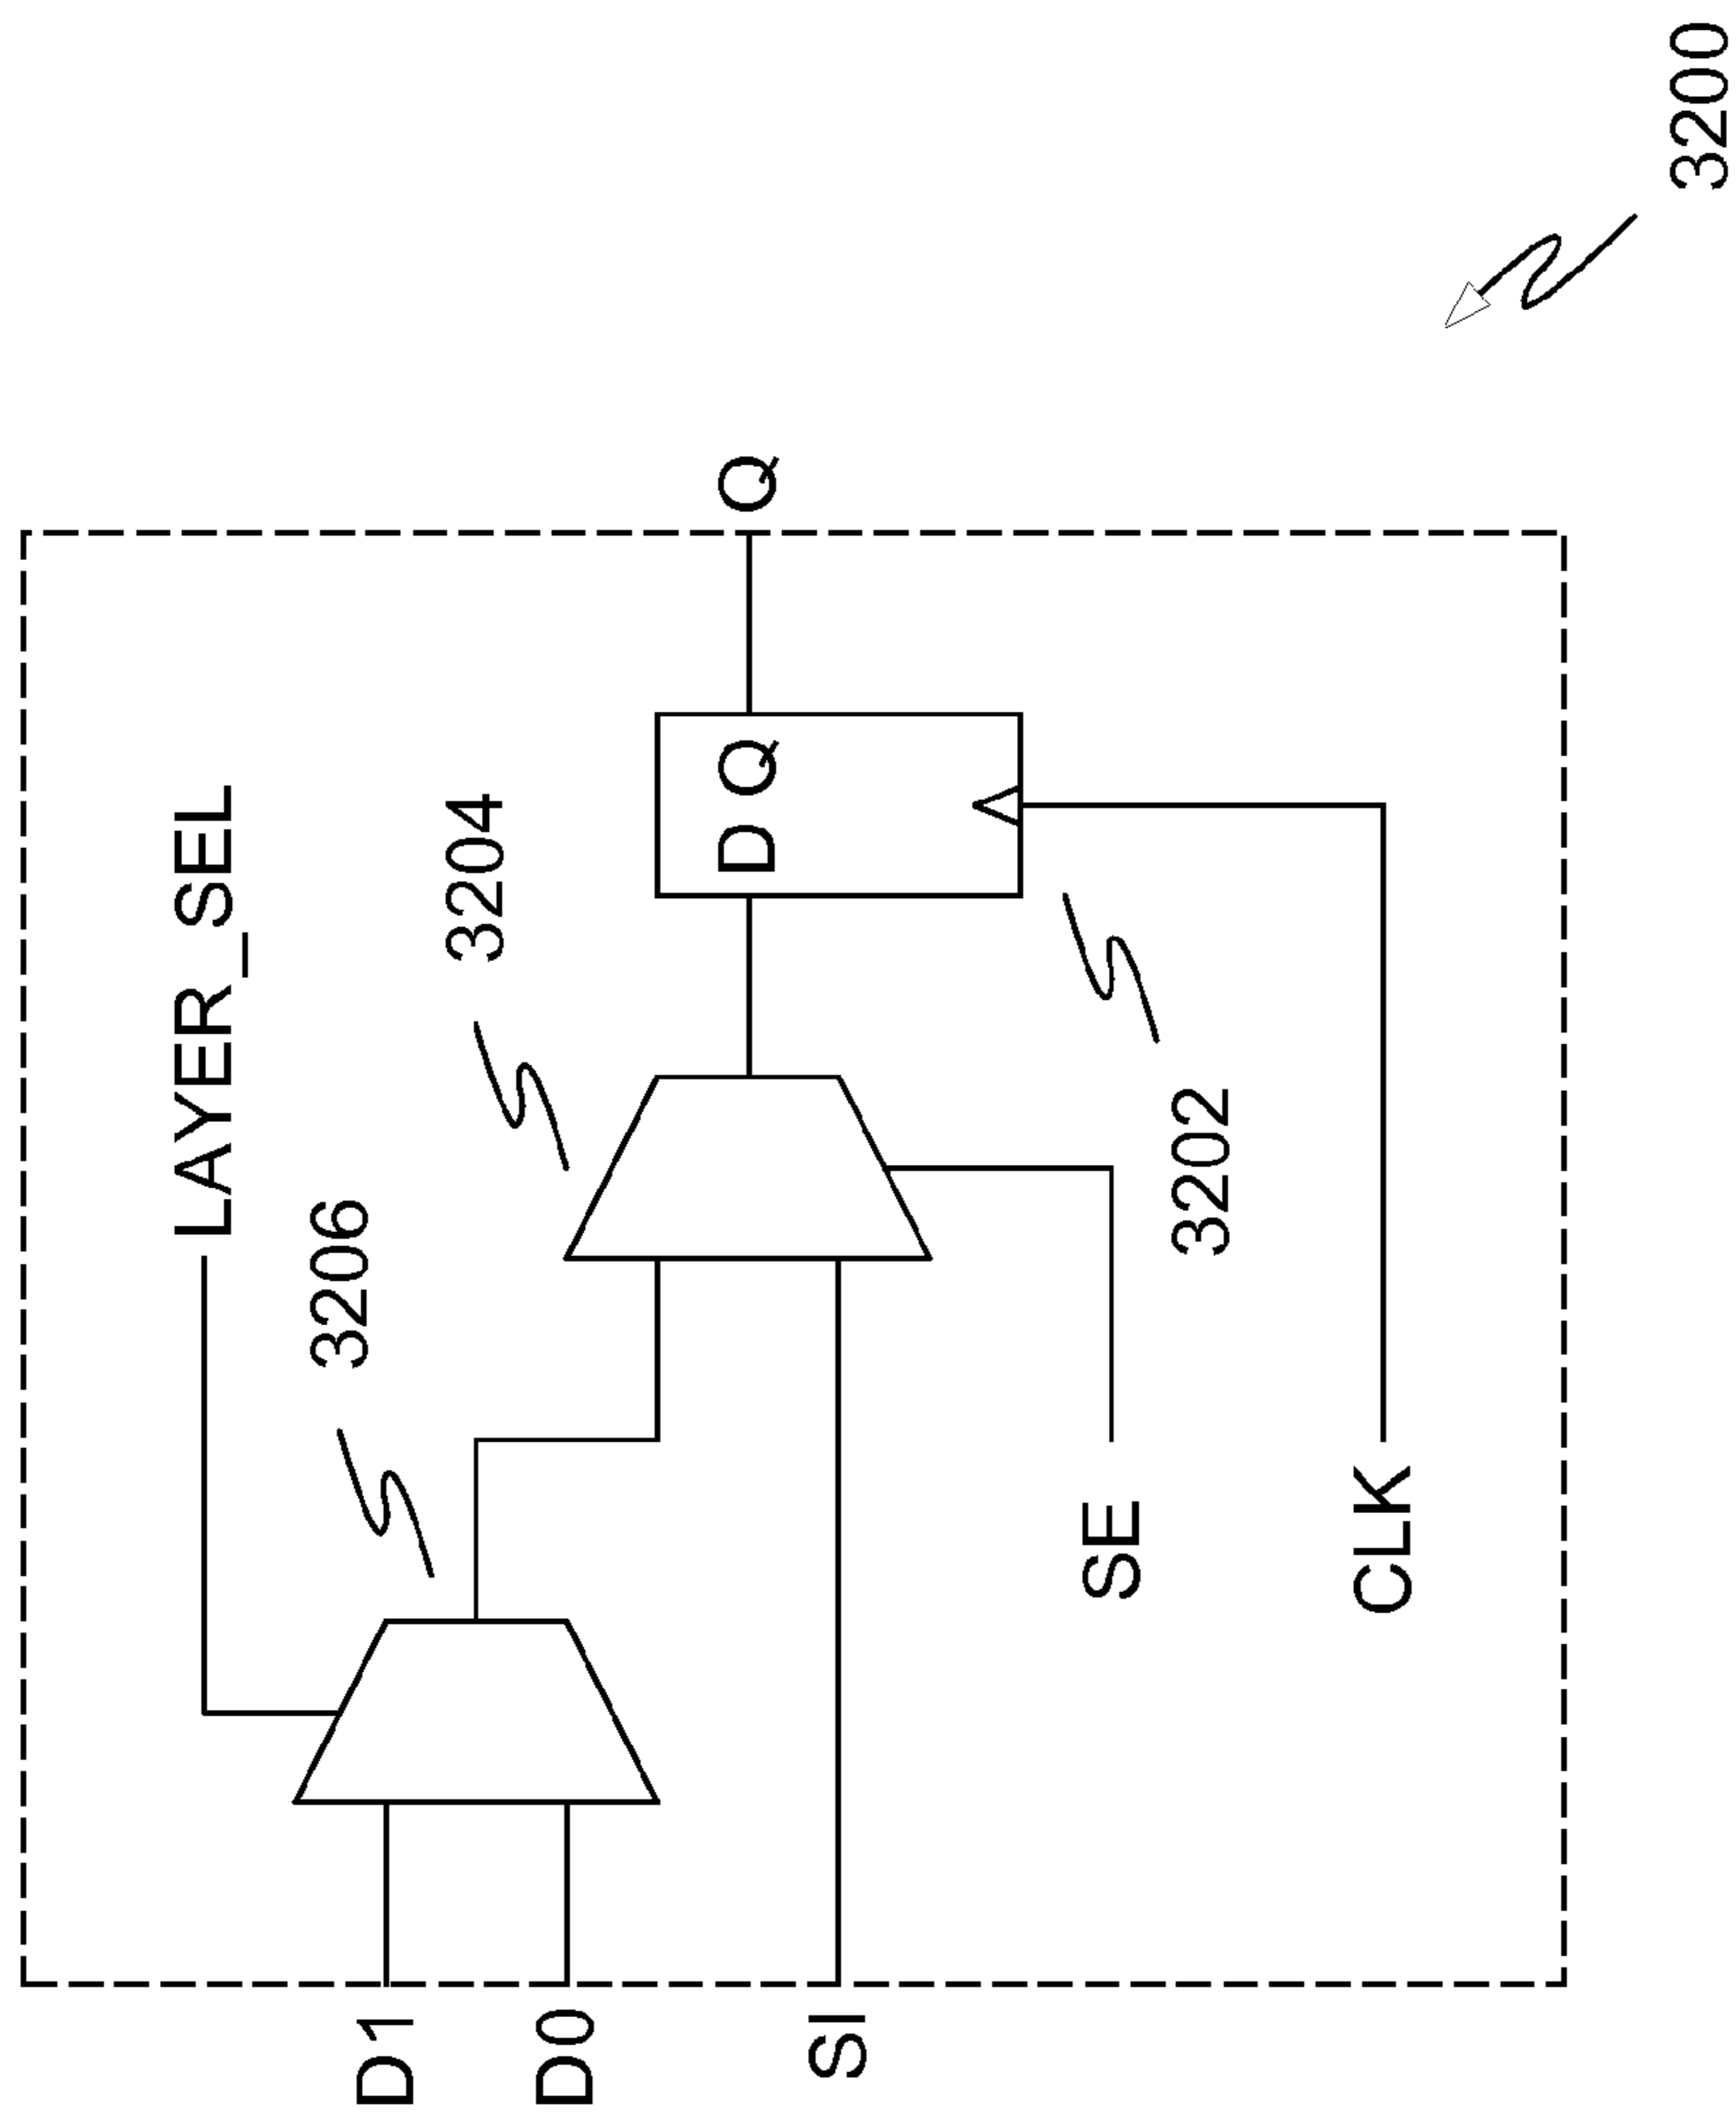 LAYER_SEL
3206
3204
D1
D0
SI
D Q
Q
SE
3202
CLK
3200